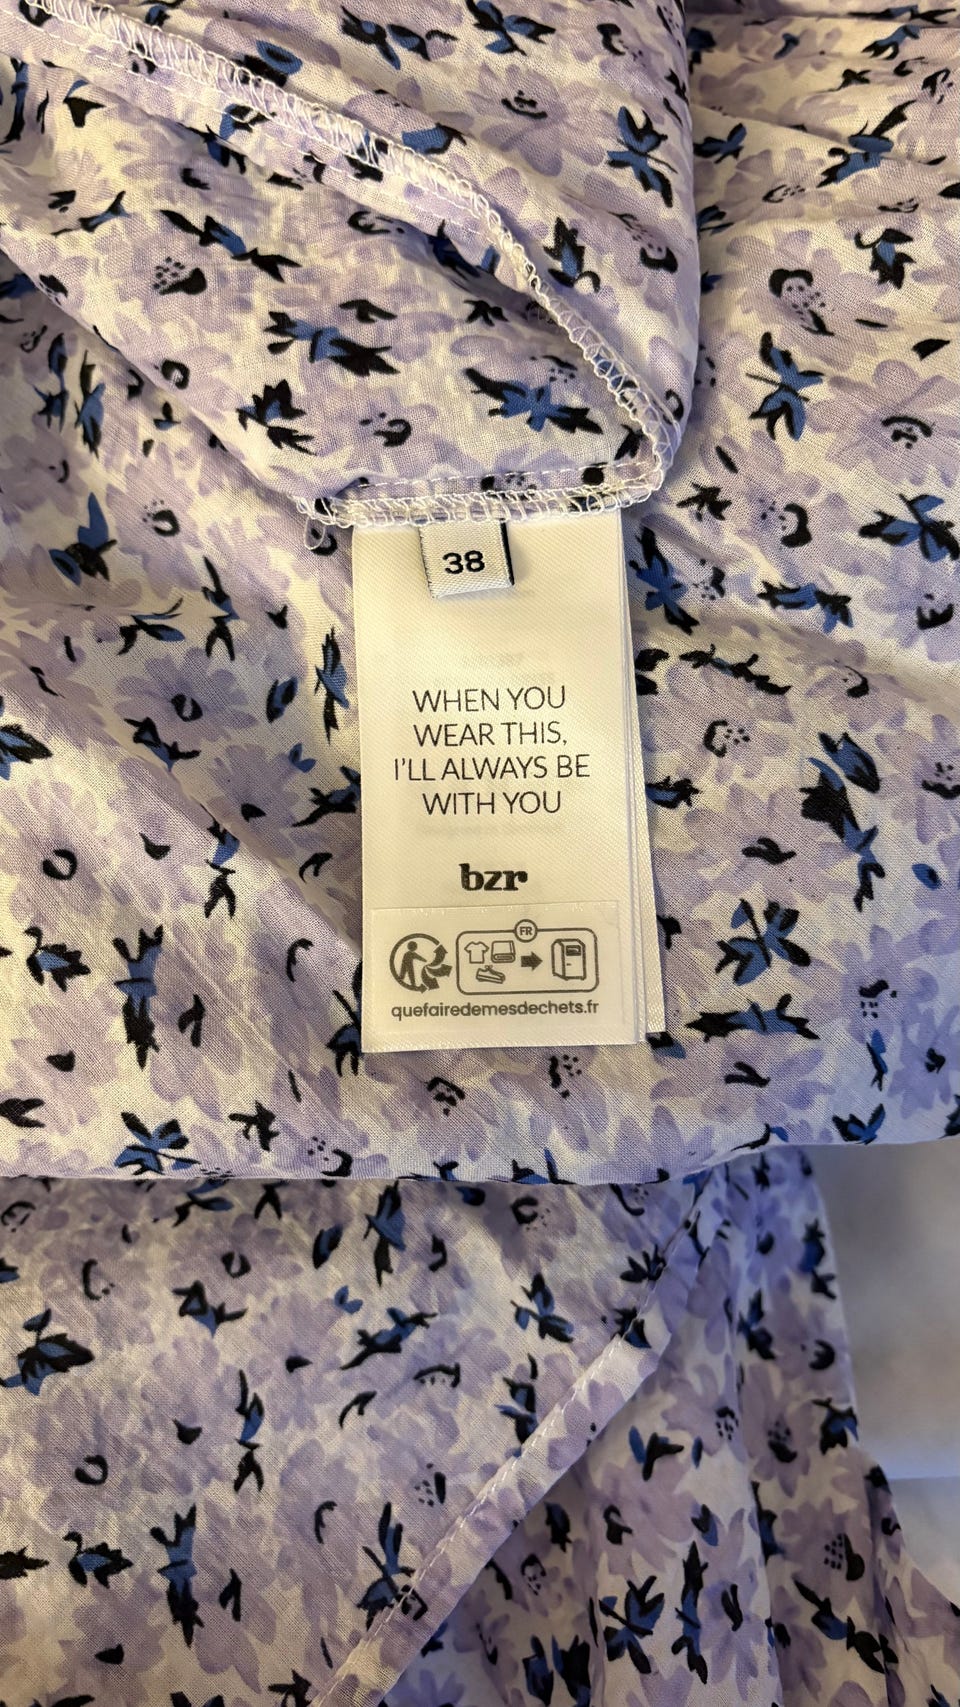 38
WHEN YOU
WEAR THIS,
I'LL ALWAYS BE
WITH YOU
bzr
FR
quefairedemesdechets.fr